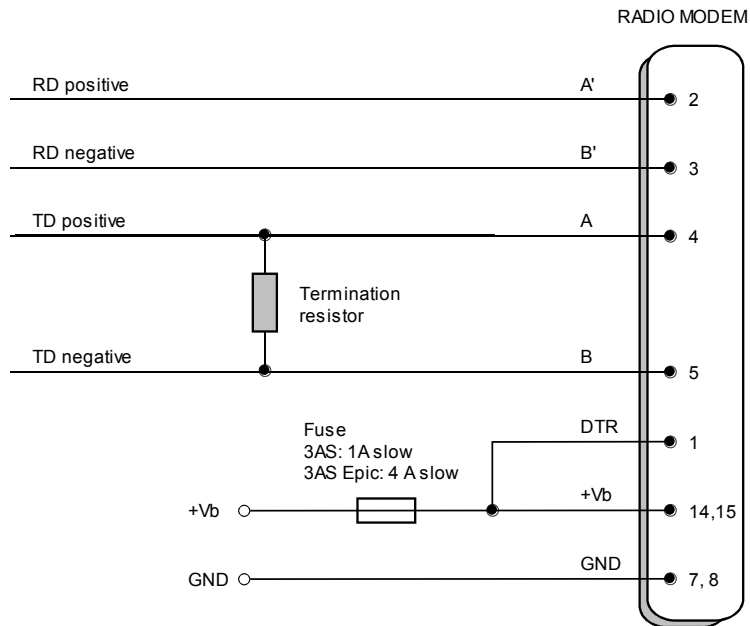 RADIO MODEM
RD positive A' 2
RD negative B' 3
TD positive A 4
Termination
resistor
TD negative B 5
Fuse
3AS: 1A slow
3AS Epic: 4 A slow
DTR 1
+Vb +Vb 14,15
GND GND 7, 8